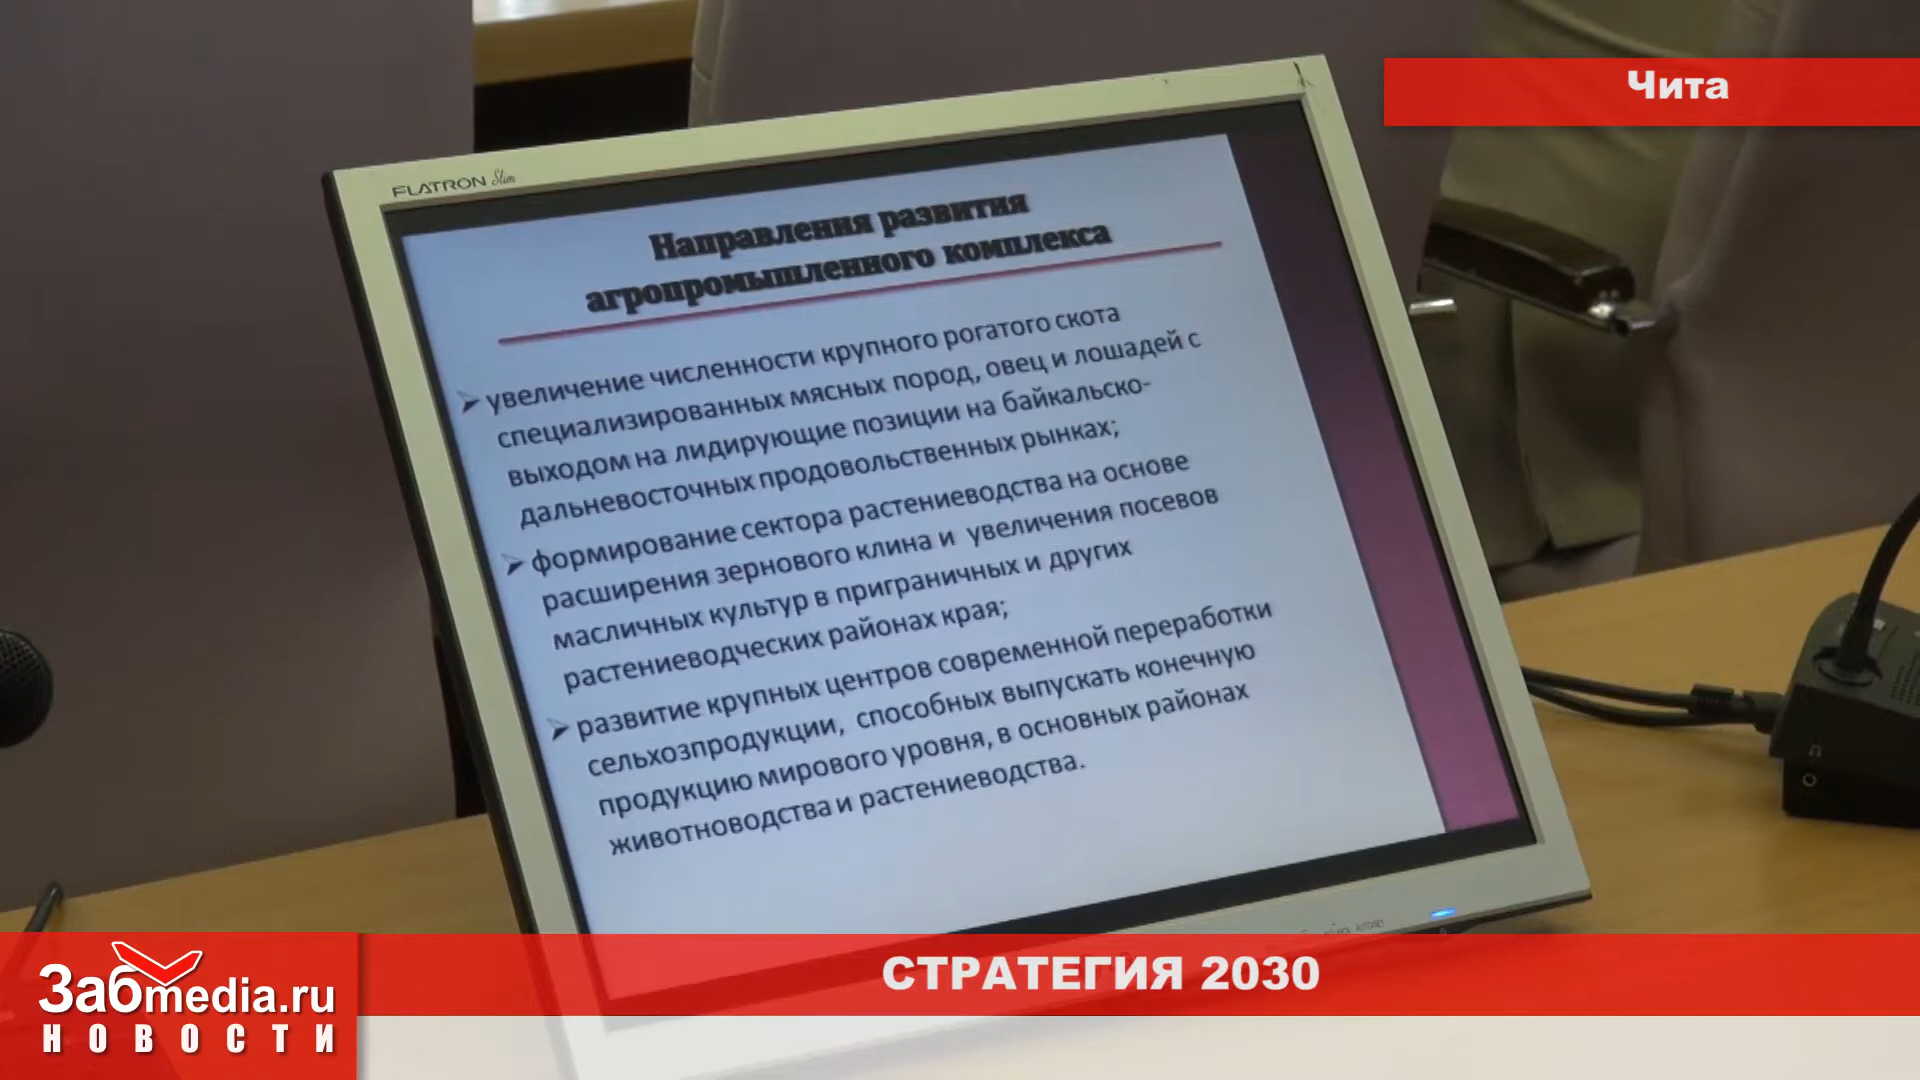 Чита
FLATRON Slim
Направления развития
агропромышленного комплекса
➢ увеличение численности крупного рогатого скота
специализированных мясных пород, овец и лошадей с
выходом на лидирующие позиции на байкальско-
дальневосточных продовольственных рынках;
➢ формирование сектора растениеводства на основе
расширения зернового клина и увеличения посевов
масличных культур в приграничных и других
растениеводческих районах края;
➢ развитие крупных центров современной переработки
сельхозпродукции, способных выпускать конечную
продукцию мирового уровня, в основных районах
животноводства и растениеводства.
СТРАТЕГИЯ 2030
Забmedia.ru
НОВОСТИ